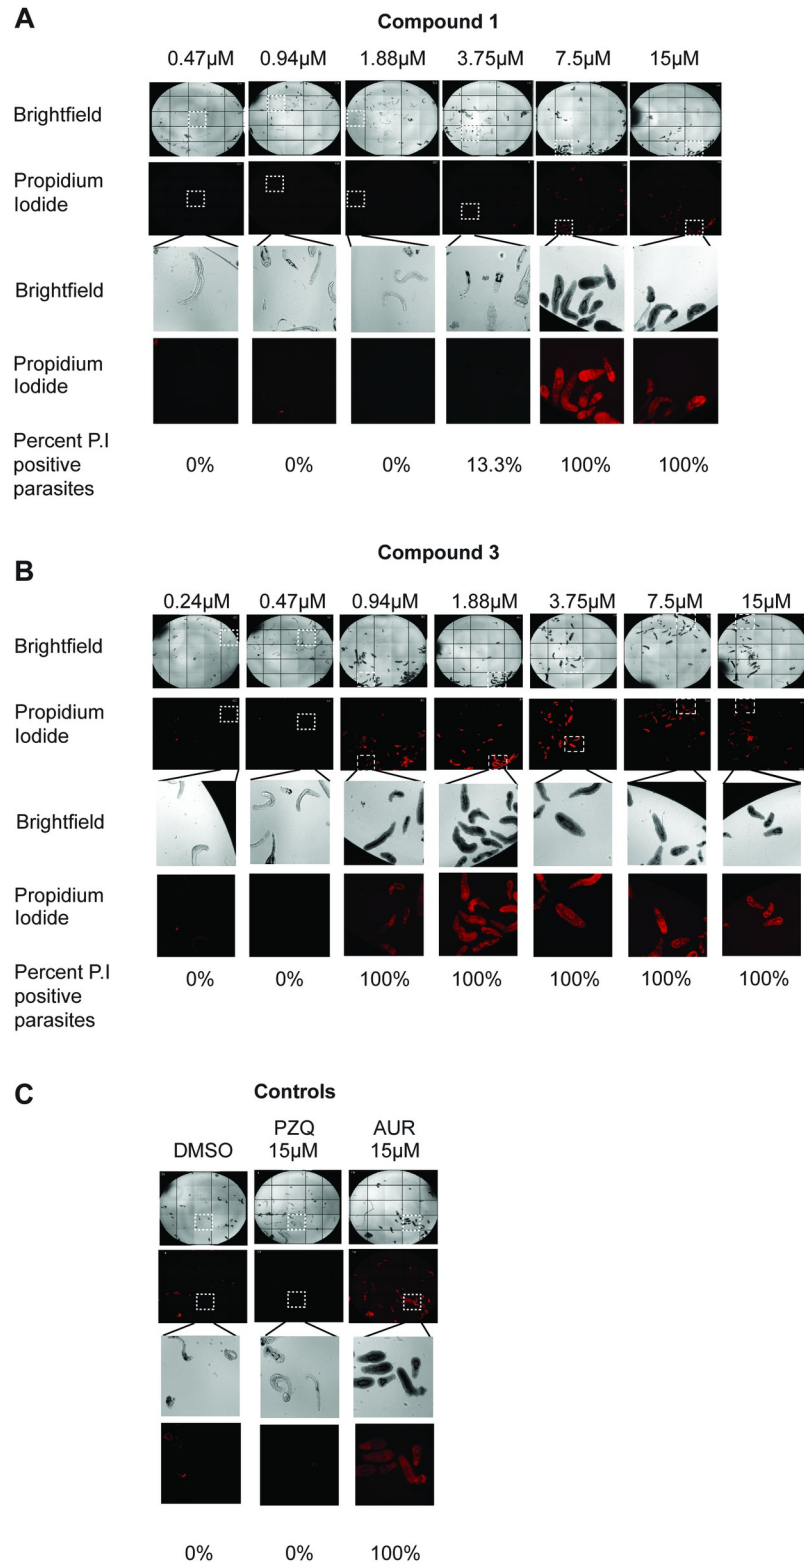 A
Compound 1
0.47µM 0.94µM 1.88µM 3.75µM 7.5µM 15µM
Brightfield
Propidium
Iodide
Brightfield
Propidium
Iodide
Percent P.I
positive
parasites
0% 0% 0% 13.3% 100% 100%
B
Compound 3
0.24µM 0.47µM 0.94µM 1.88µM 3.75µM 7.5µM 15µM
Brightfield
Propidium
Iodide
Brightfield
Propidium
Iodide
Percent P.I
positive
parasites
0% 0% 100% 100% 100% 100% 100%
C
Controls
DMSO
PZQ
15µM
AUR
15µM
0% 0% 100%